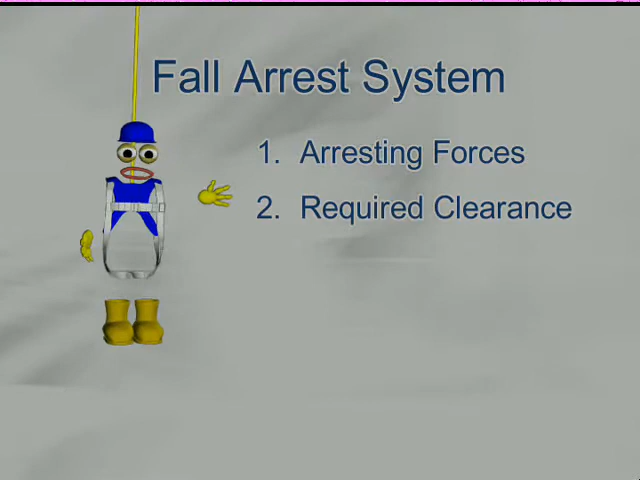 Fall Arrest System
1. Arresting Forces
2. Required Clearance